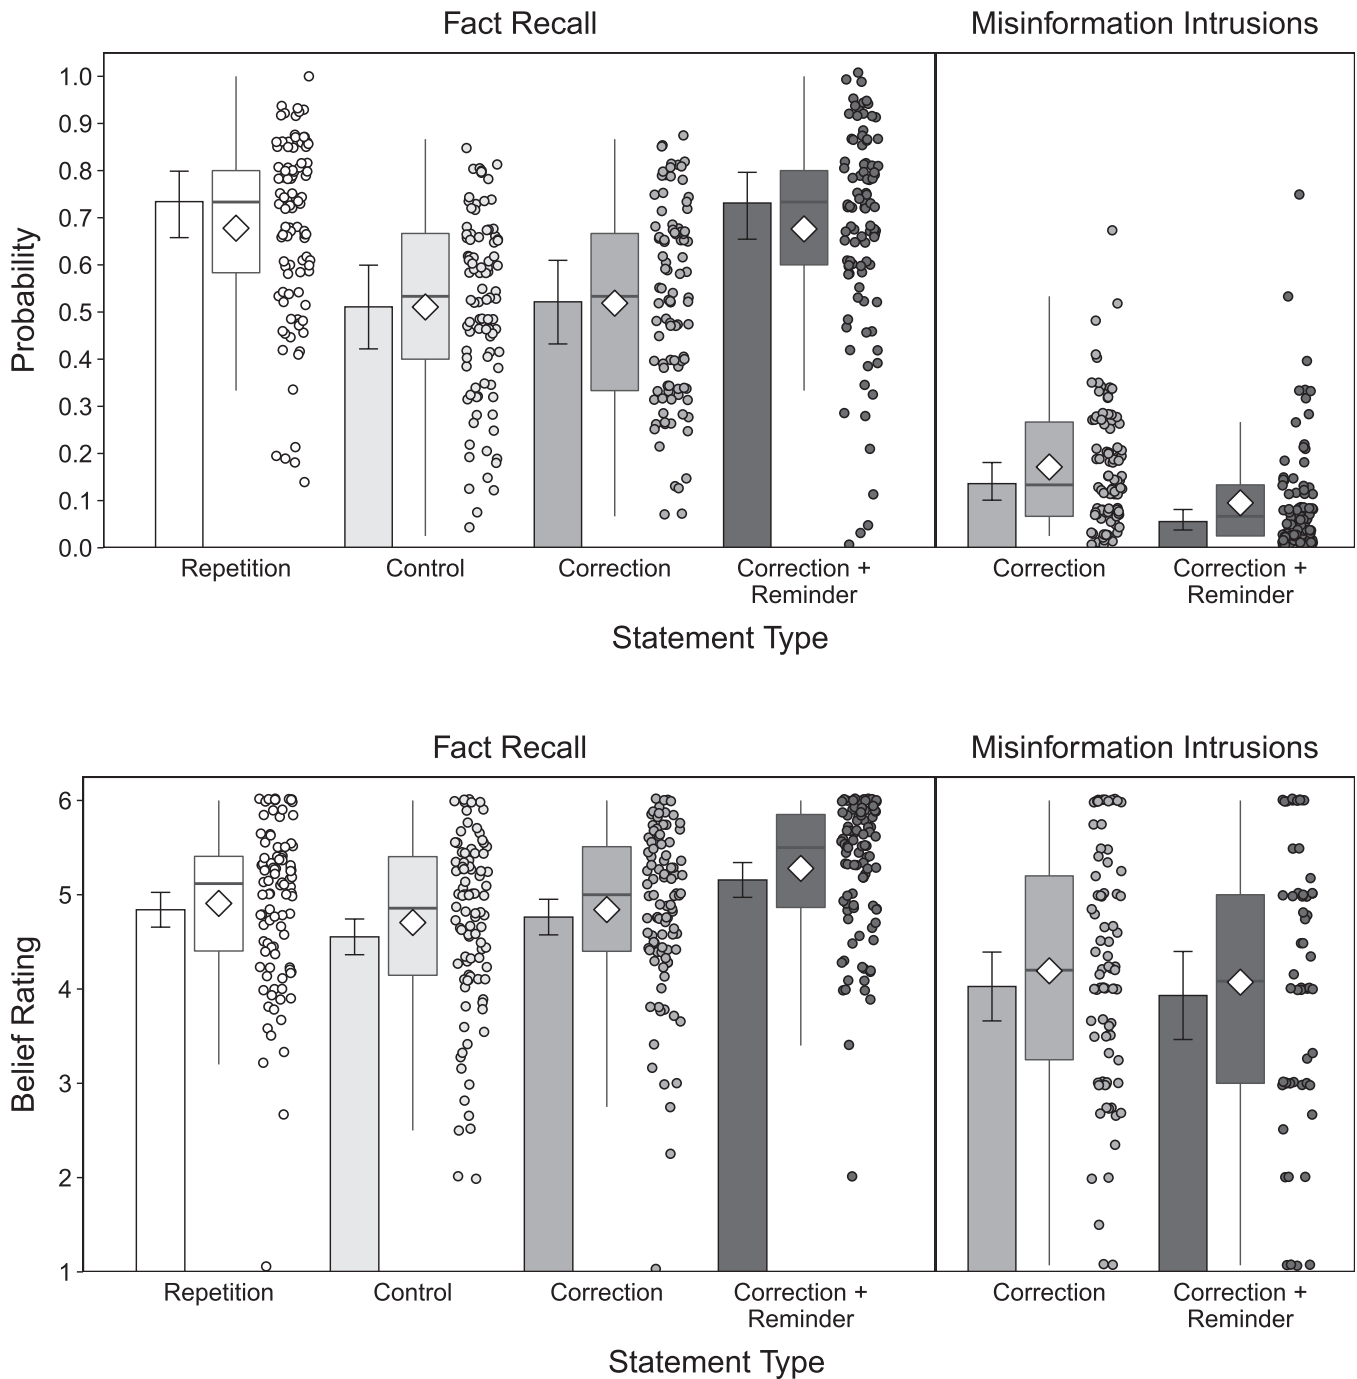 Fact Recall
Misinformation Intrusions
Probability
1.0
0.9
0.8
0.7
0.6
0.5
0.4
0.3
0.2
0.1
0.0
Repetition
Control
Correction
Correction +
Reminder
Correction
Correction +
Reminder
Statement Type
Fact Recall
Misinformation Intrusions
Belief Rating
6
5
4
3
2
1
Repetition
Control
Correction
Correction +
Reminder
Correction
Correction +
Reminder
Statement Type